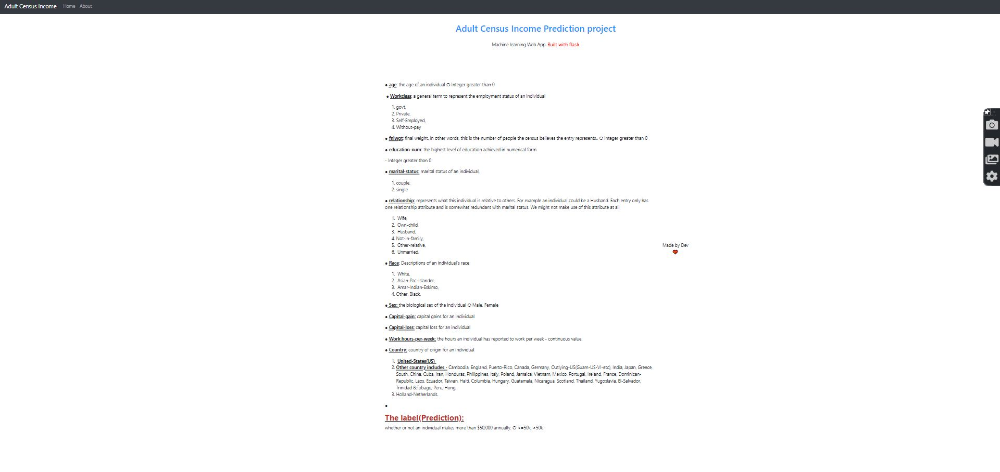 Adult Census Income Home About
Adult Census Income Prediction project
Machine learning Web App. Built with flask
● age: the age of an individual ○ Integer greater than 0
● Workclass: a general term to represent the employment status of an individual
1. govt,
2. Private,
3. Self-Employed,
4. Without-pay
● fnlwgt: final weight. In other words, this is the number of people the census believes the entry represents.. ○ Integer greater than 0
● education-num: the highest level of education achieved in numerical form.
- Integer greater than 0
● marital-status: marital status of an individual.
1. couple,
2. single
● relationship: represents what this individual is relative to others. For example an individual could be a Husband. Each entry only has
one relationship attribute and is somewhat redundant with marital status. We might not make use of this attribute at all
1. Wife,
2. Own-child,
3. Husband,
4. Not-in-family,
5. Other-relative,
6. Unmarried.
● Race: Descriptions of an individual's race
1. White,
2. Asian-Pac-Islander,
3. Amar-Indian-Eskimo,
4. Other, Black.
● Sex: the biological sex of the individual ○ Male, Female
● Capital-gain: capital gains for an individual
● Capital-loss: capital loss for an individual
● Work hours-per-week: the hours an individual has reported to work per week - continuous value.
● Country: country of origin for an individual
1. United-States(US)
2. Other country includes - Cambodia, England, Puerto-Rico, Canada, Germany, Outlying-US(Guam-US-VI-etc), India, Japan, Greece,
South, China, Cuba, Iran, Honduras, Philippines, Italy, Poland, Jamaica, Vietnam, Mexico, Portugal, Ireland, France, Dominican-
Republic, Laos, Ecuador, Taiwan, Haiti, Columbia, Hungary, Guatemala, Nicaragua, Scotland, Thailand, Yugoslavia, El-Salvador,
Trinidad &Tobago, Peru, Hong,
3. Holland-Netherlands.
●
The label(Prediction):
whether or not an individual makes more than $50,000 annually. ○ <=50k, >50k
Made by Dev